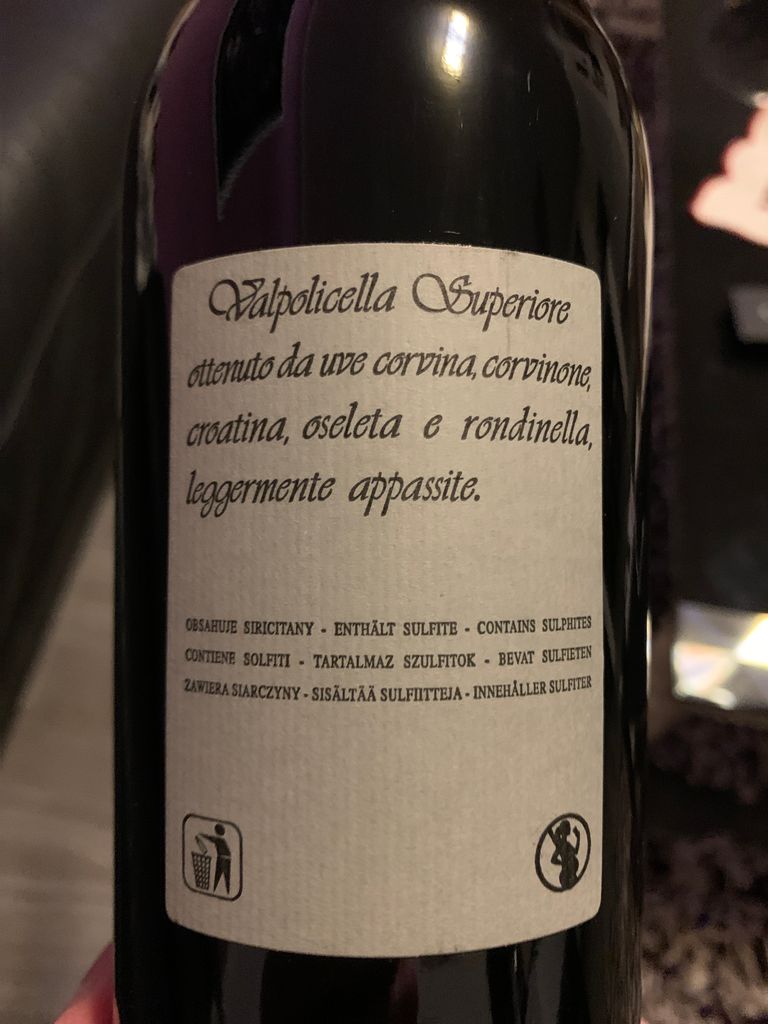 Valpolicella Superiore
ottenuto da uve corvina, corvinone,
croatina, oseleta e rondinella,
leggermente appassite.
OBSAHUJE SIRICITANY - ENTHÄLT SULFITE - CONTAINS SULPHITES
CONTIENE SOLFITI - TARTALMAZ SZULFITOK - BEVAT SULFIETEN
ZAWIERA SIARCZYNY - SISÄLTÄÄ SULFIITTEJA - INNEHÅLLER SULFITER